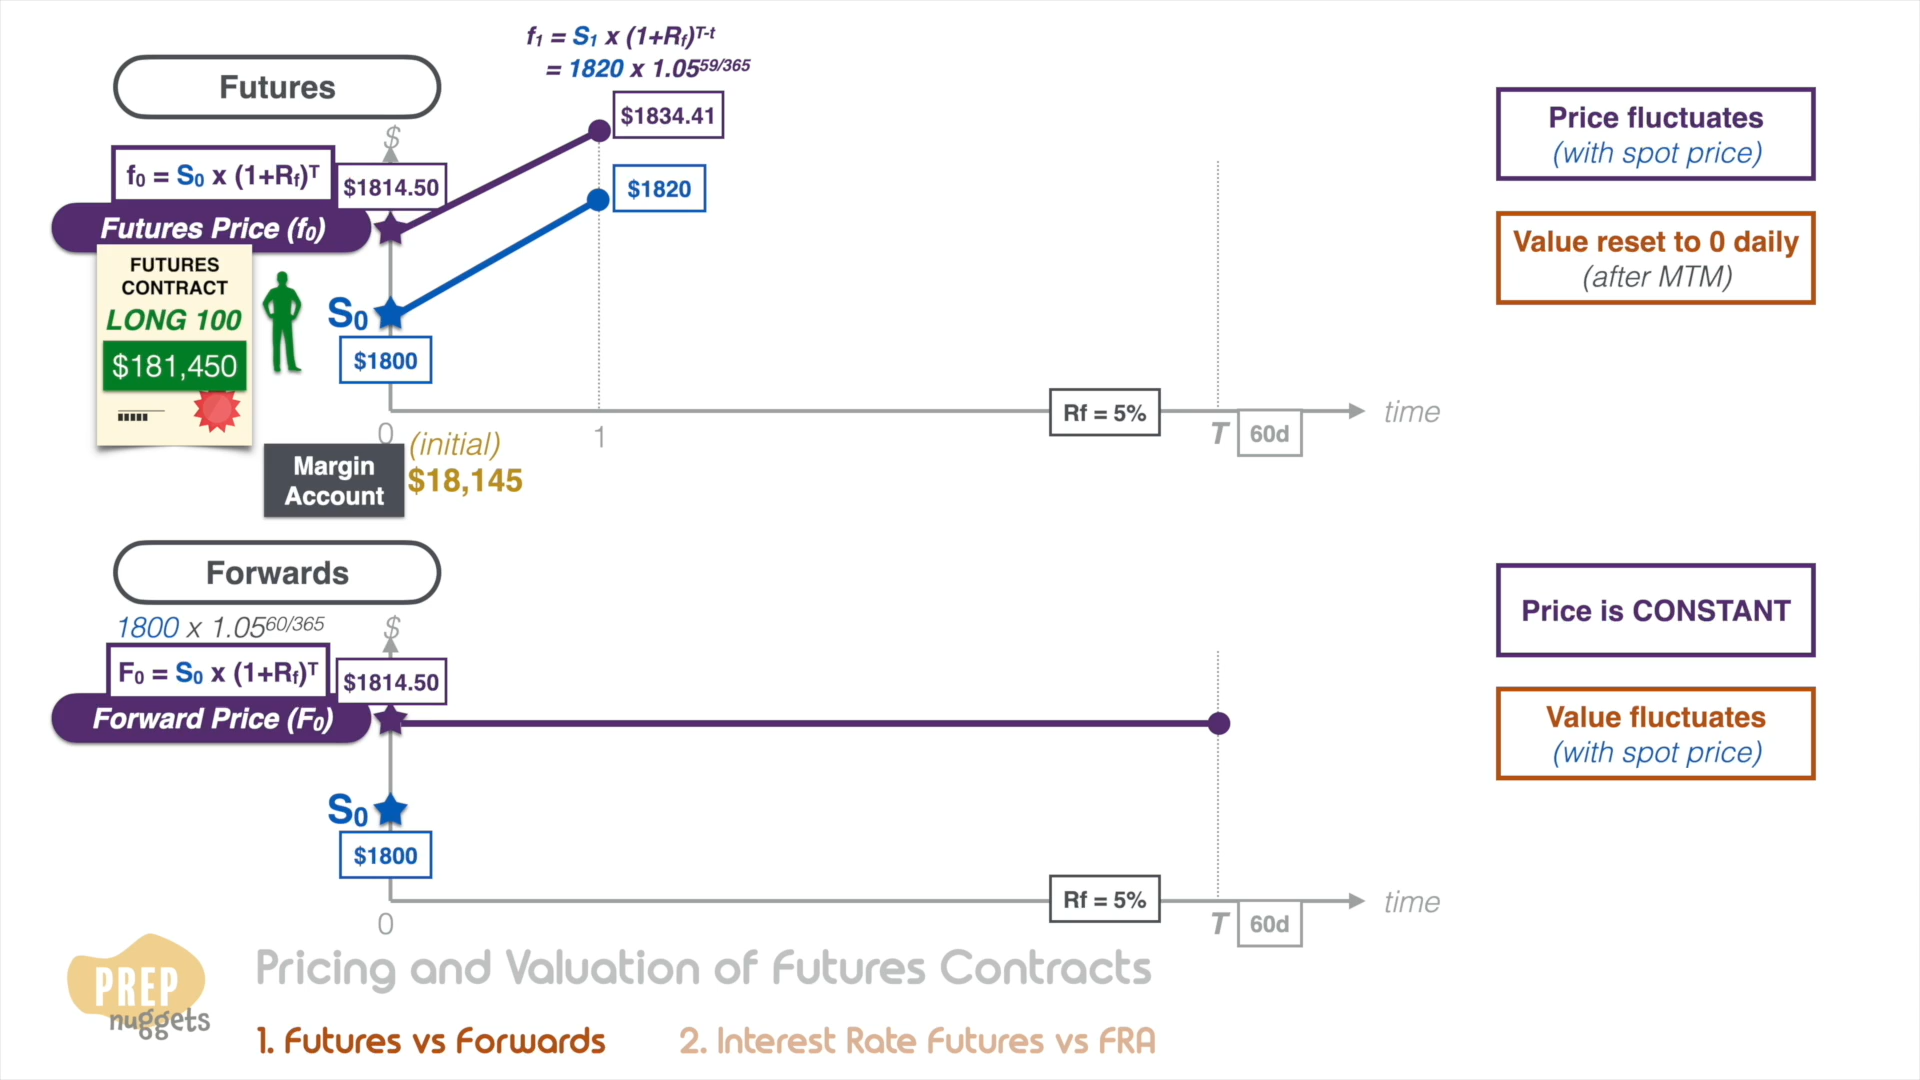 f₁ = S₁ x (1+Rf)ᵀ⁻ᵗ
= 1820 x 1.05⁵⁹ᐟ³⁶⁵
Futures
$
$1834.41
Price fluctuates
(with spot price)
f₀ = S₀ x (1+Rf)ᵀ
$1814.50
$1820
Futures Price (f₀)
Value reset to 0 daily
(after MTM)
FUTURES
CONTRACT
LONG 100
$181,450
S₀
$1800
Rf = 5%
time
0
1
T
60d
(initial)
Margin
Account
$18,145
Forwards
1800 x 1.05⁶⁰ᐟ³⁶⁵
$
Price is CONSTANT
F₀ = S₀ x (1+Rf)ᵀ
$1814.50
Forward Price (F₀)
Value fluctuates
(with spot price)
S₀
$1800
Rf = 5%
time
0
T
60d
PREP
nuggets
Pricing and Valuation of Futures Contracts
1. Futures vs Forwards
2. Interest Rate Futures vs FRA